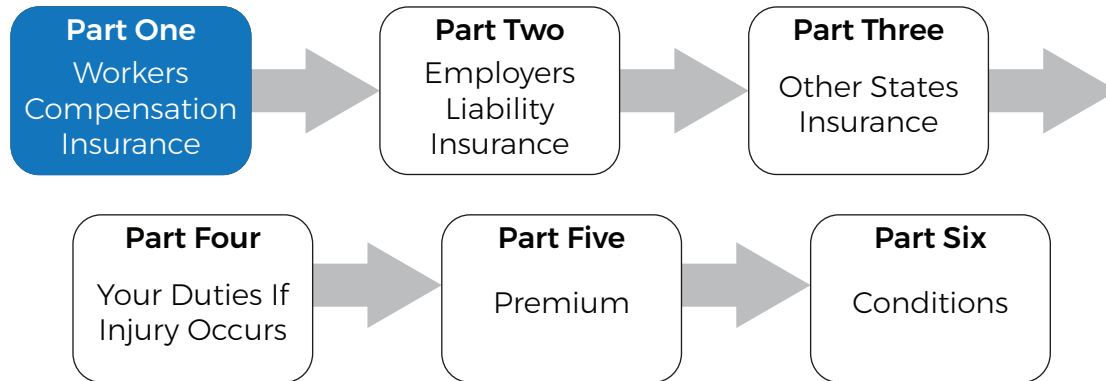 Part One
Workers
Compensation
Insurance
Part Two
Employers
Liability
Insurance
Part Three
Other States
Insurance
Part Four
Your Duties If
Injury Occurs
Part Five
Premium
Part Six
Conditions